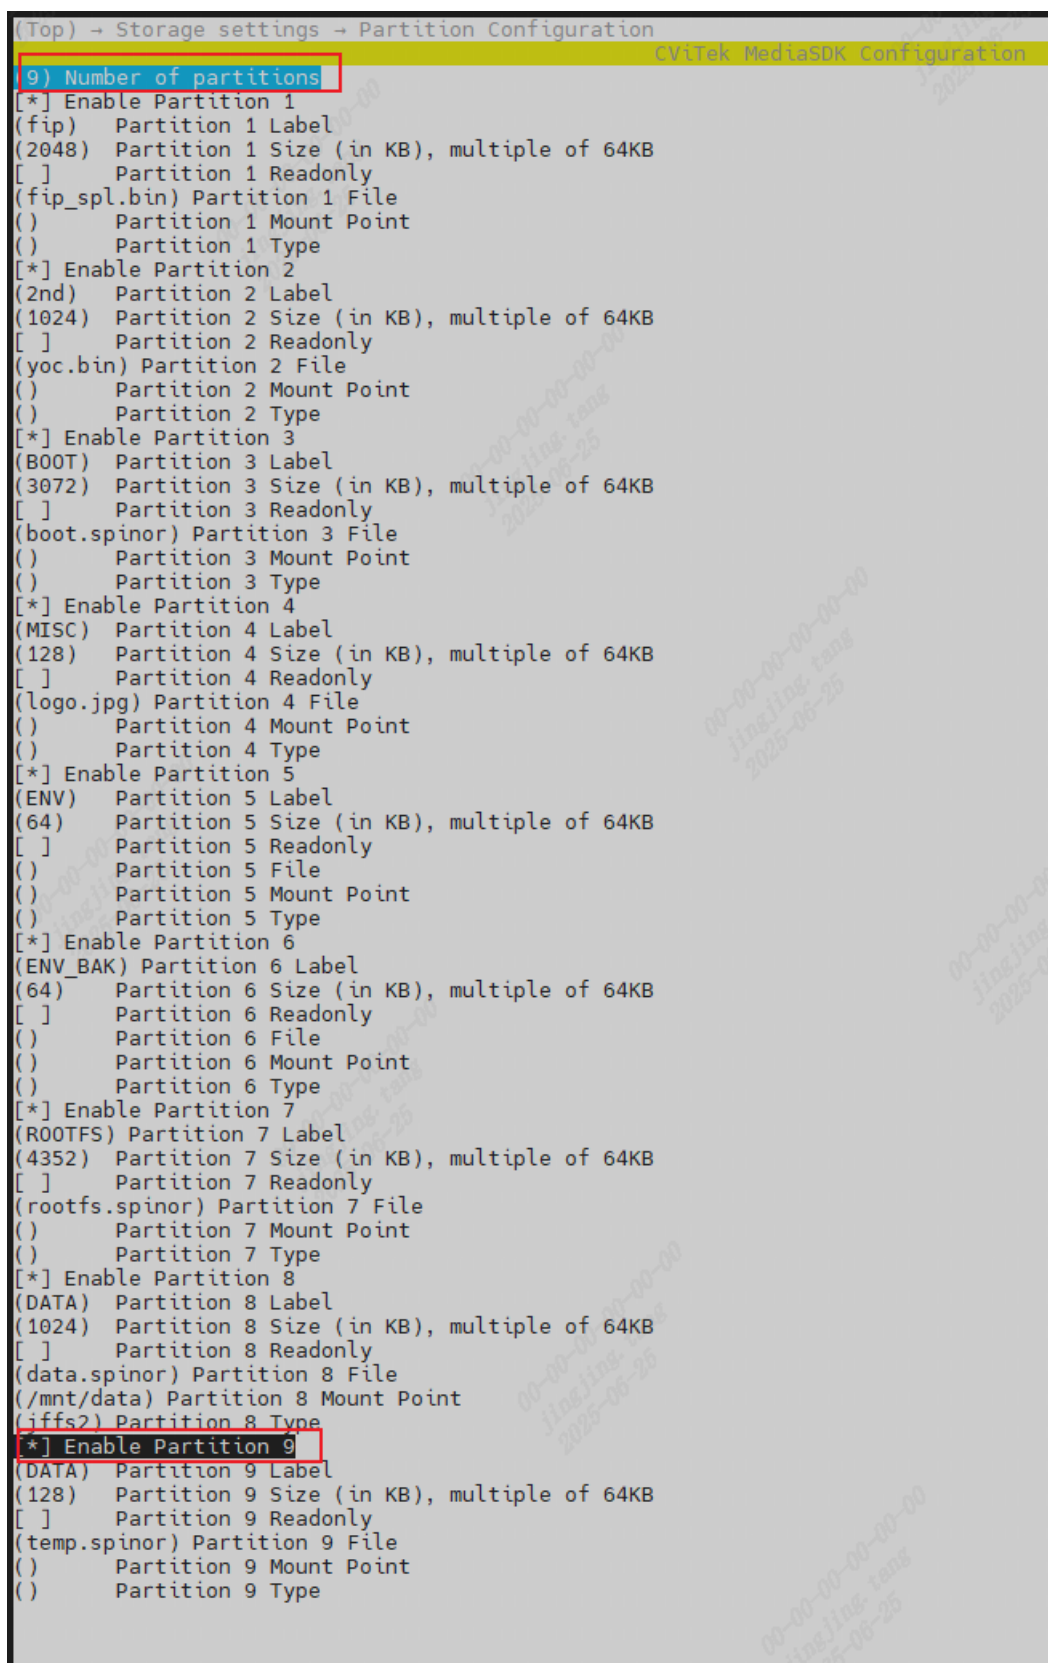 (Top) → Storage settings → Partition Configuration
CViTek MediaSDK Configuration
(9) Number of partitions
[*] Enable Partition 1
(fip) Partition 1 Label
(2048) Partition 1 Size (in KB), multiple of 64KB
[ ] Partition 1 Readonly
(fip_spl.bin) Partition 1 File
() Partition 1 Mount Point
() Partition 1 Type
[*] Enable Partition 2
(2nd) Partition 2 Label
(1024) Partition 2 Size (in KB), multiple of 64KB
[ ] Partition 2 Readonly
(yoc.bin) Partition 2 File
() Partition 2 Mount Point
() Partition 2 Type
[*] Enable Partition 3
(BOOT) Partition 3 Label
(3072) Partition 3 Size (in KB), multiple of 64KB
[ ] Partition 3 Readonly
(boot.spinor) Partition 3 File
() Partition 3 Mount Point
() Partition 3 Type
[*] Enable Partition 4
(MISC) Partition 4 Label
(128) Partition 4 Size (in KB), multiple of 64KB
[ ] Partition 4 Readonly
(logo.jpg) Partition 4 File
() Partition 4 Mount Point
() Partition 4 Type
[*] Enable Partition 5
(ENV) Partition 5 Label
(64) Partition 5 Size (in KB), multiple of 64KB
[ ] Partition 5 Readonly
() Partition 5 File
() Partition 5 Mount Point
() Partition 5 Type
[*] Enable Partition 6
(ENV_BAK) Partition 6 Label
(64) Partition 6 Size (in KB), multiple of 64KB
[ ] Partition 6 Readonly
() Partition 6 File
() Partition 6 Mount Point
() Partition 6 Type
[*] Enable Partition 7
(ROOTFS) Partition 7 Label
(4352) Partition 7 Size (in KB), multiple of 64KB
[ ] Partition 7 Readonly
(rootfs.spinor) Partition 7 File
() Partition 7 Mount Point
() Partition 7 Type
[*] Enable Partition 8
(DATA) Partition 8 Label
(1024) Partition 8 Size (in KB), multiple of 64KB
[ ] Partition 8 Readonly
(data.spinor) Partition 8 File
(/mnt/data) Partition 8 Mount Point
(jffs2) Partition 8 Type
[*] Enable Partition 9
(DATA) Partition 9 Label
(128) Partition 9 Size (in KB), multiple of 64KB
[ ] Partition 9 Readonly
(temp.spinor) Partition 9 File
() Partition 9 Mount Point
() Partition 9 Type
00-00-00-00-00-00
jingjing.tang
2025-06-25